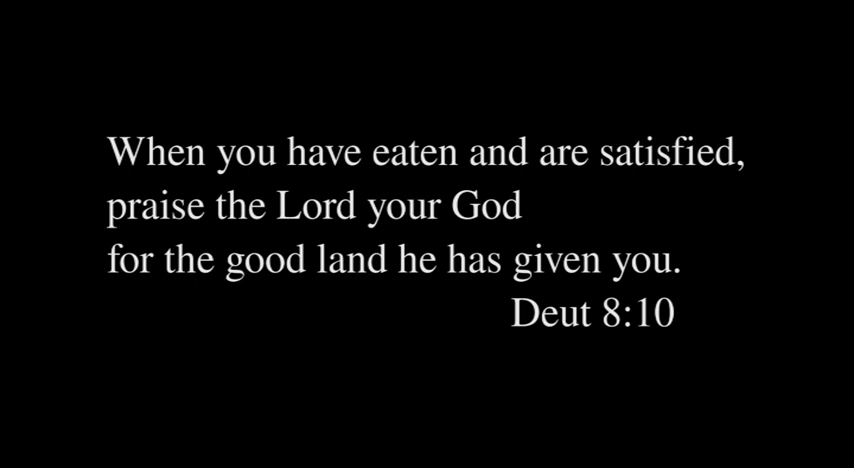 When you have eaten and are satisfied,
praise the Lord your God
for the good land he has given you.
Deut 8:10